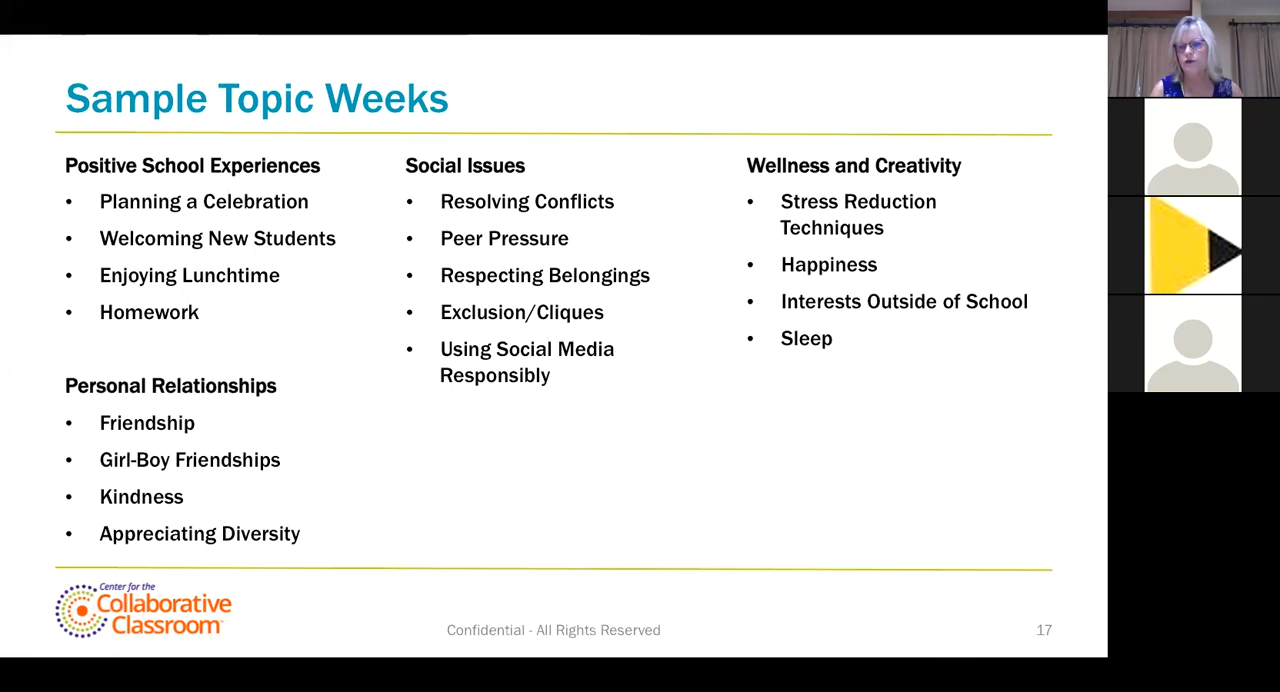 Sample Topic Weeks
Positive School Experiences
• Planning a Celebration
• Welcoming New Students
• Enjoying Lunchtime
• Homework
Personal Relationships
• Friendship
• Girl-Boy Friendships
• Kindness
• Appreciating Diversity
Social Issues
• Resolving Conflicts
• Peer Pressure
• Respecting Belongings
• Exclusion/Cliques
• Using Social Media
Responsibly
Wellness and Creativity
• Stress Reduction
Techniques
• Happiness
• Interests Outside of School
• Sleep
Center for the
Collaborative
Classroom™
Confidential - All Rights Reserved
17